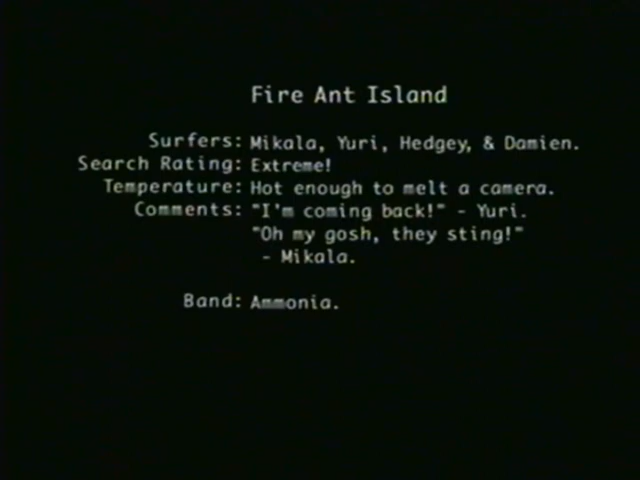 Fire Ant Island
Surfers: Mikala, Yuri, Hedgey, & Damien.
Search Rating: Extreme!
Temperature: Hot enough to melt a camera.
Comments: "I'm coming back!" - Yuri.
"Oh my gosh, they sting!"
- Mikala.
Band: Ammonia.